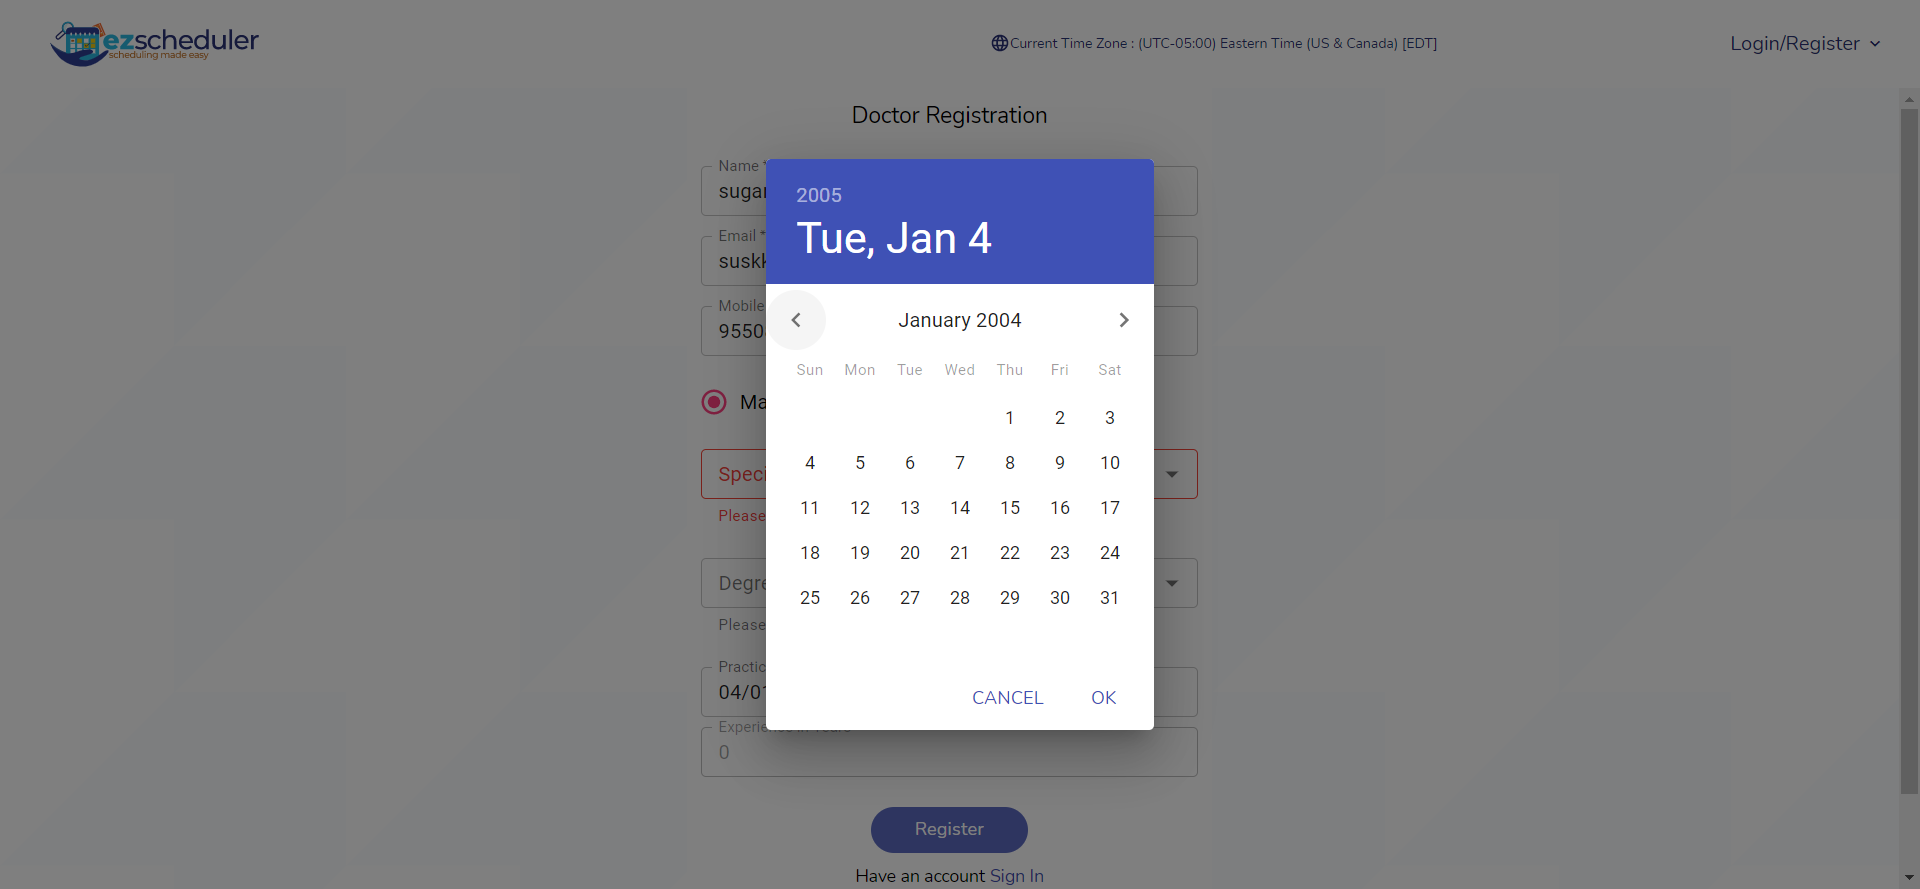 ezscheduler
scheduling made easy
Current Time Zone : (UTC-05:00) Eastern Time (US & Canada) [EDT]
Login/Register
Doctor Registration
Name *
sugar
Email *
suskk
Mobile
9550
Ma
Speci
Please
Degre
Please
Practic
04/01
Experience in Years
0
Register
Have an account Sign In
2005
Tue, Jan 4
January 2004
Sun Mon Tue Wed Thu Fri Sat
1 2 3
4 5 6 7 8 9 10
11 12 13 14 15 16 17
18 19 20 21 22 23 24
25 26 27 28 29 30 31
CANCEL OK